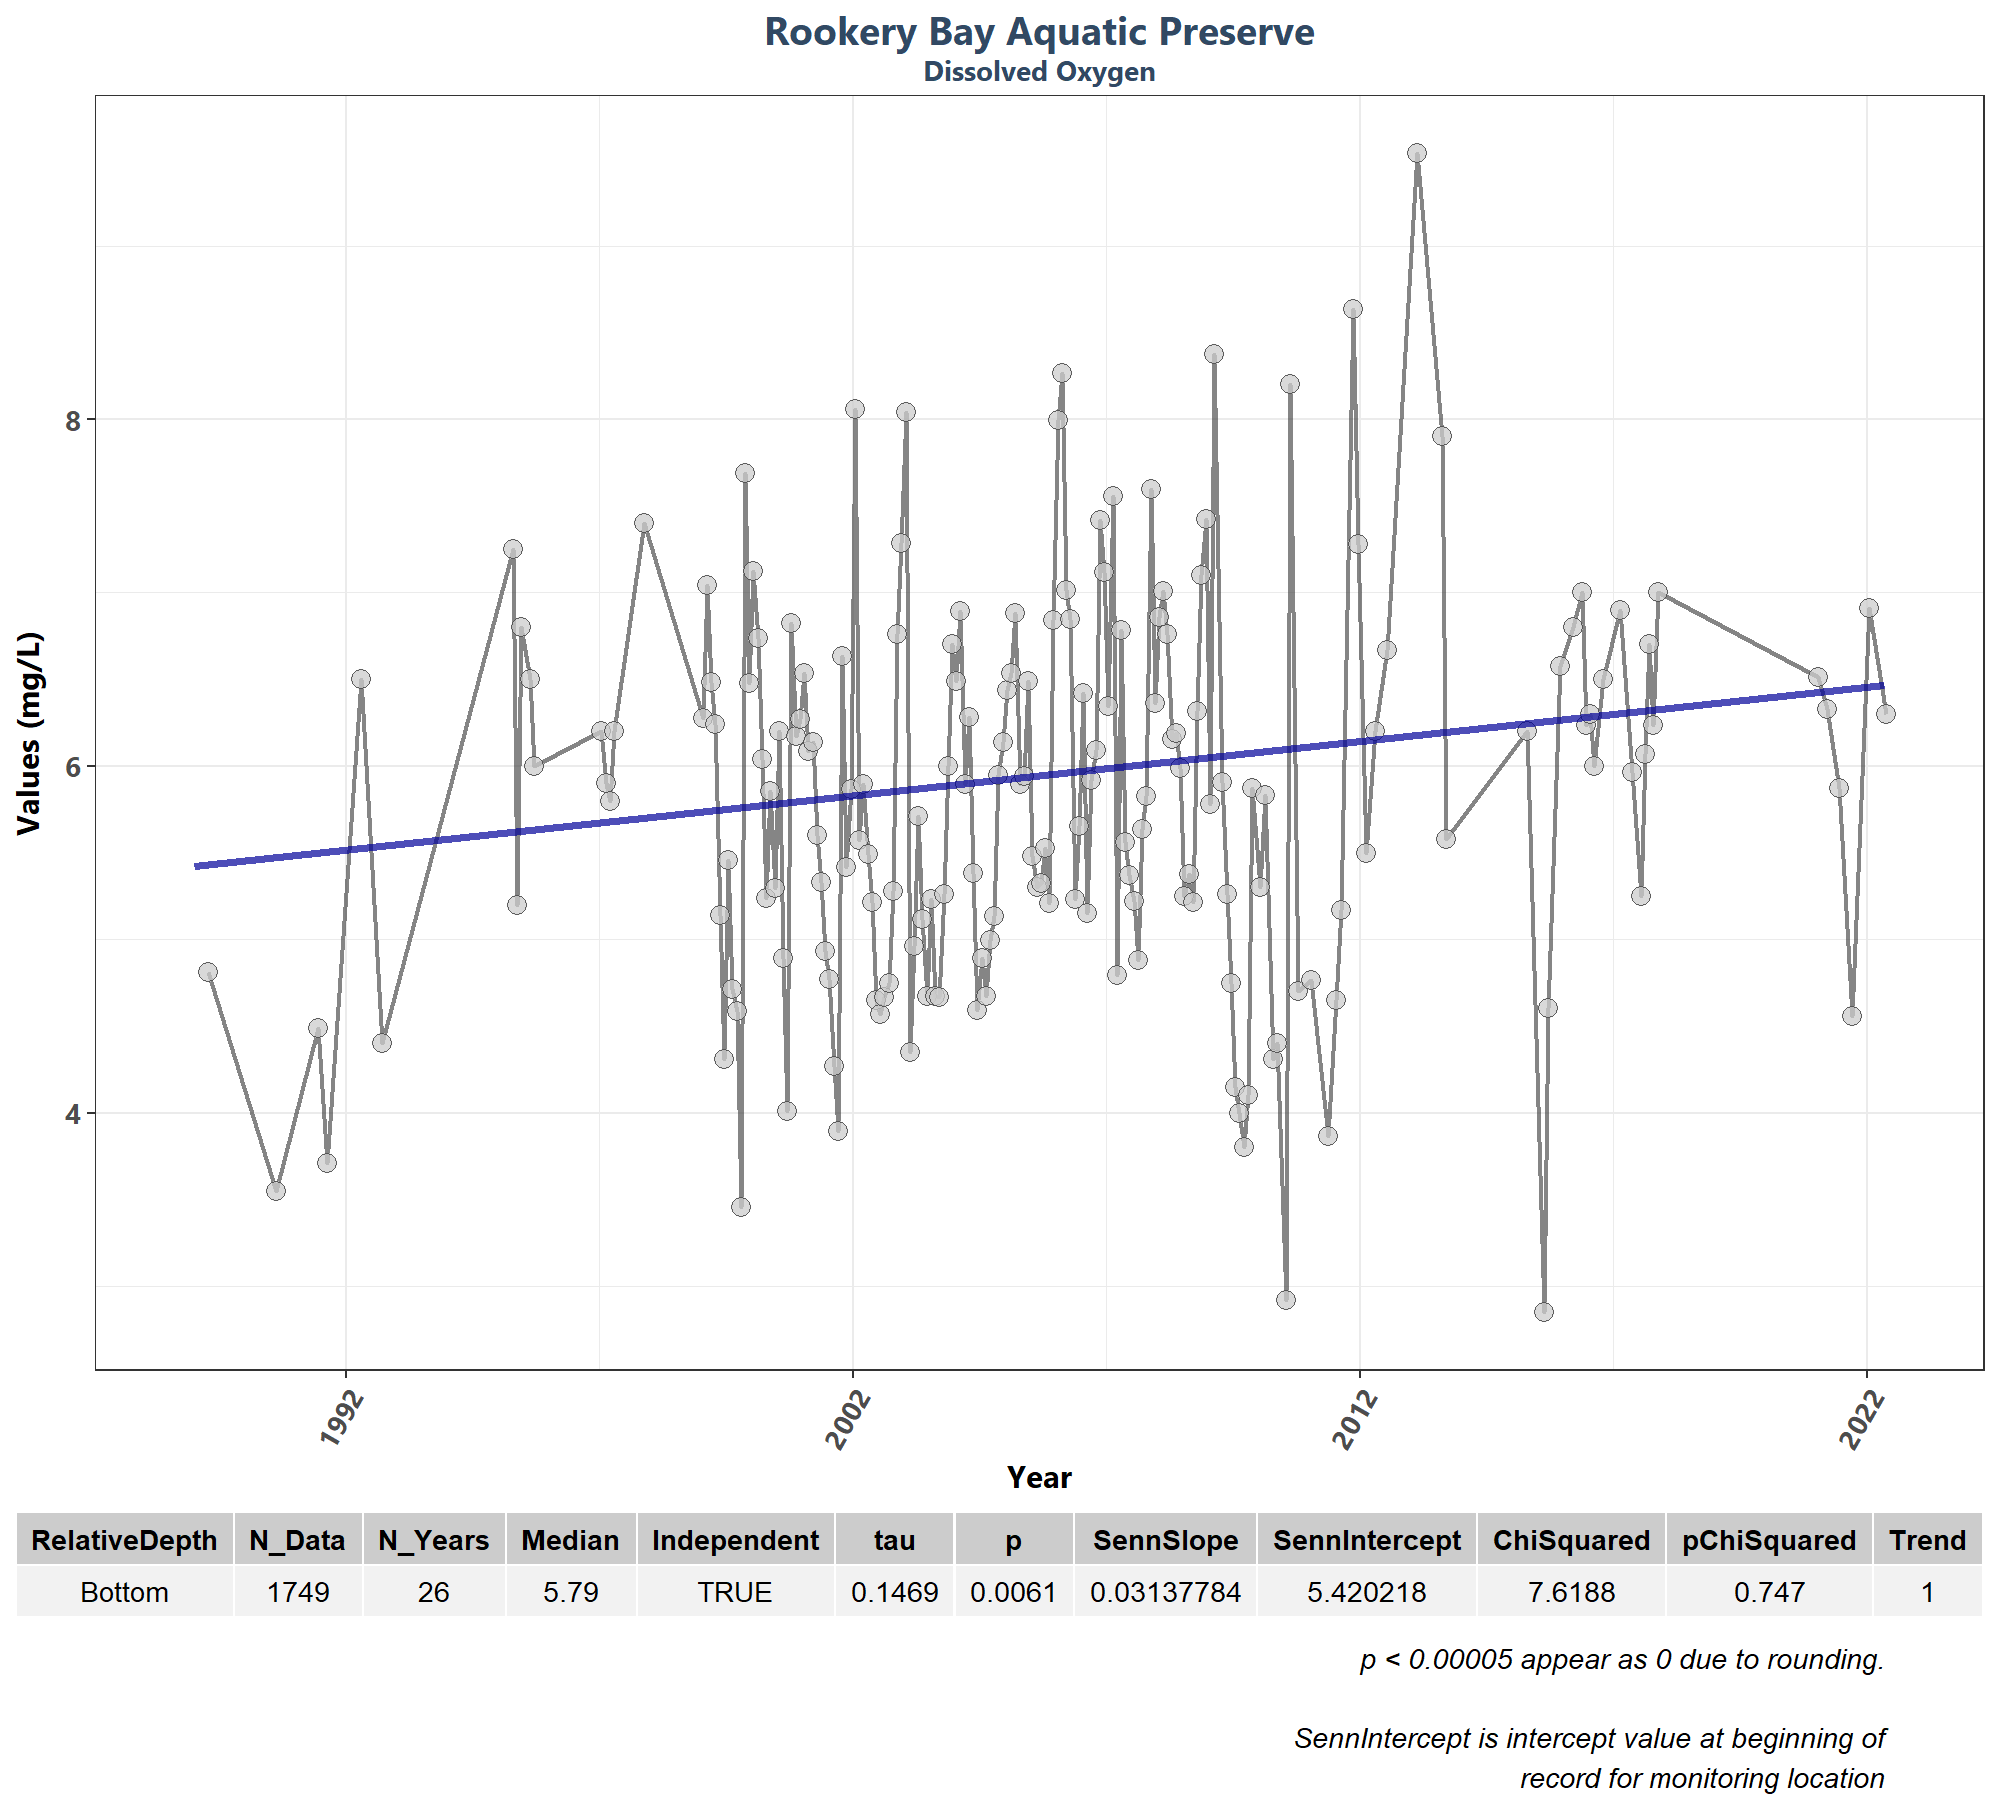 Rookery Bay Aquatic Preserve
Dissolved Oxygen
Values (mg/L)
8
6
4
1992 2002 2012 2022
Year
RelativeDepth N_Data N_Years Median Independent tau p SennSlope SennIntercept ChiSquared pChiSquared Trend
Bottom 1749 26 5.79 TRUE 0.1469 0.0061 0.03137784 5.420218 7.6188 0.747 1
p < 0.00005 appear as 0 due to rounding.
SennIntercept is intercept value at beginning of
record for monitoring location